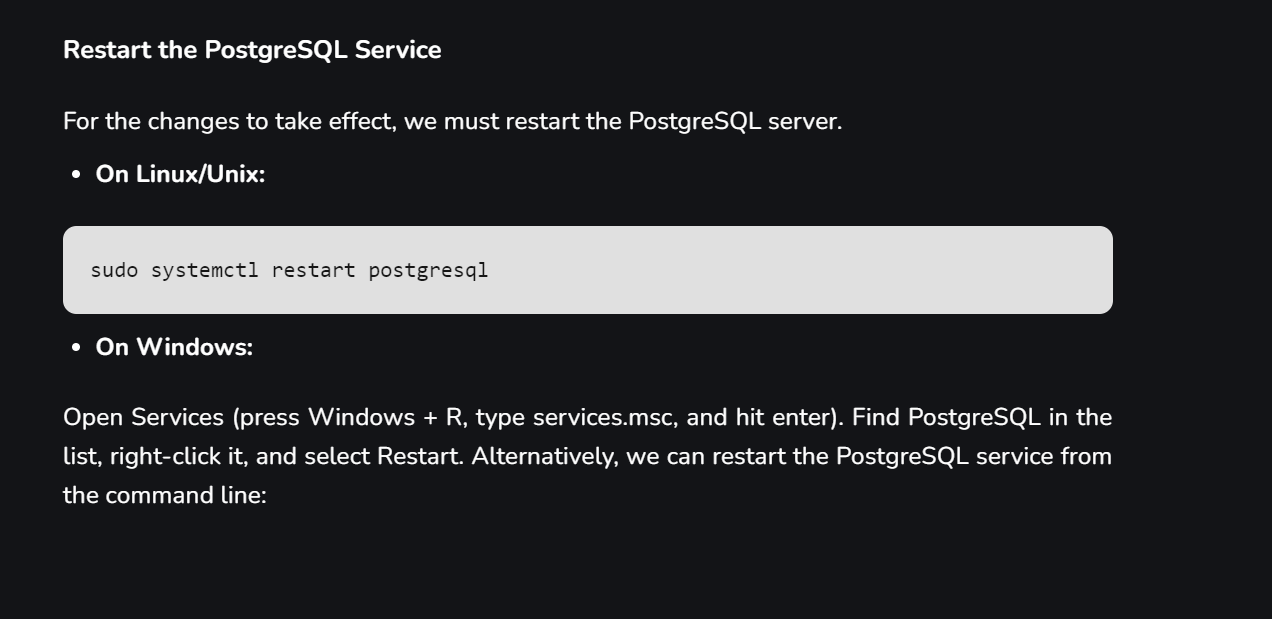 Restart the PostgreSQL Service
For the changes to take effect, we must restart the PostgreSQL server.
• On Linux/Unix:
sudo systemctl restart postgresql
• On Windows:
Open Services (press Windows + R, type services.msc, and hit enter). Find PostgreSQL in the
list, right-click it, and select Restart. Alternatively, we can restart the PostgreSQL service from
the command line: